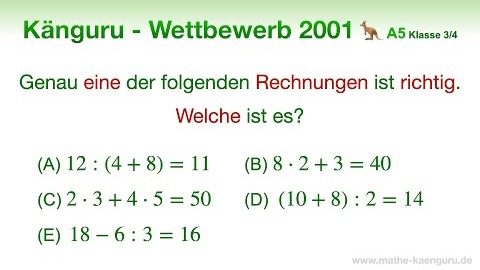 Känguru - Wettbewerb 2001 🦘 A5 Klasse 3/4
Genau eine der folgenden Rechnungen ist richtig.
Welche ist es?
(A) 12 : (4 + 8) = 11 (B) 8 · 2 + 3 = 40
(C) 2 · 3 + 4 · 5 = 50 (D) (10 + 8) : 2 = 14
(E) 18 − 6 : 3 = 16
www.mathe-kaenguru.de